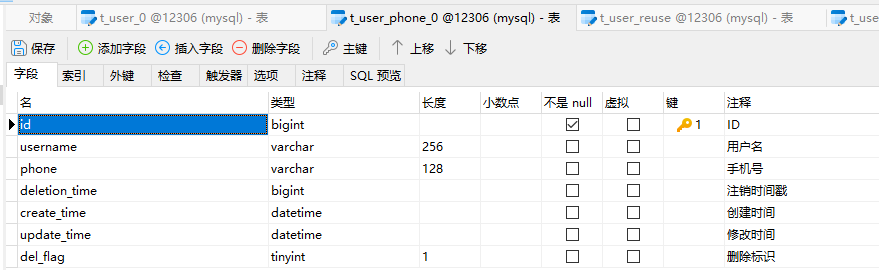 对象 t_user_0 @12306 (mysql) - 表 t_user_phone_0 @12306 (mysql) - 表 t_user_reuse @12306 (mysql) - 表 t_use
保存 添加字段 插入字段 删除字段 主键 上移 下移
字段 索引 外键 检查 触发器 选项 注释 SQL 预览
名 类型 长度 小数点 不是 null 虚拟 键 注释
id bigint 1 ID
username varchar 256 用户名
phone varchar 128 手机号
deletion_time bigint 注销时间戳
create_time datetime 创建时间
update_time datetime 修改时间
del_flag tinyint 1 删除标识